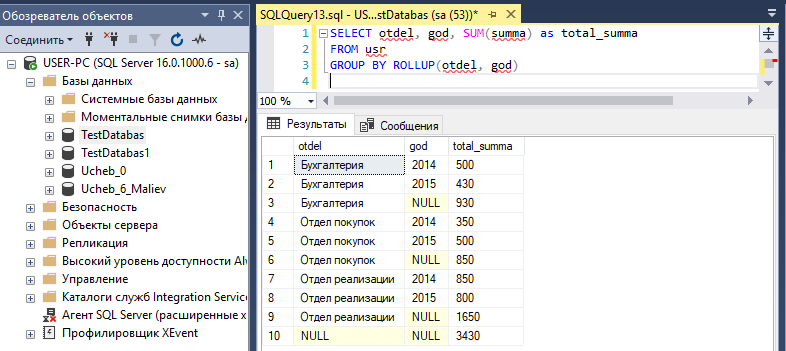 Обозреватель объектов
Соединить
USER-PC (SQL Server 16.0.1000.6 - sa)
Базы данных
Системные базы данных
Моментальные снимки базы д
TestDatabas
TestDatabas1
Ucheb_0
Ucheb_6_Maliev
Безопасность
Объекты сервера
Репликация
Высокий уровень доступности Al
Управление
Каталоги служб Integration Service
Агент SQL Server (расширенные х
Профилировщик XEvent
SQLQuery13.sql - US...stDatabas (sa (53))*
1 SELECT otdel, god, SUM(summa) as total_summa
2 FROM usr
3 GROUP BY ROLLUP(otdel, god)
4
100 %
Результаты Сообщения
otdel god total_summa
1 Бухгалтерия 2014 500
2 Бухгалтерия 2015 430
3 Бухгалтерия NULL 930
4 Отдел покупок 2014 350
5 Отдел покупок 2015 500
6 Отдел покупок NULL 850
7 Отдел реализации 2014 850
8 Отдел реализации 2015 800
9 Отдел реализации NULL 1650
10 NULL NULL 3430